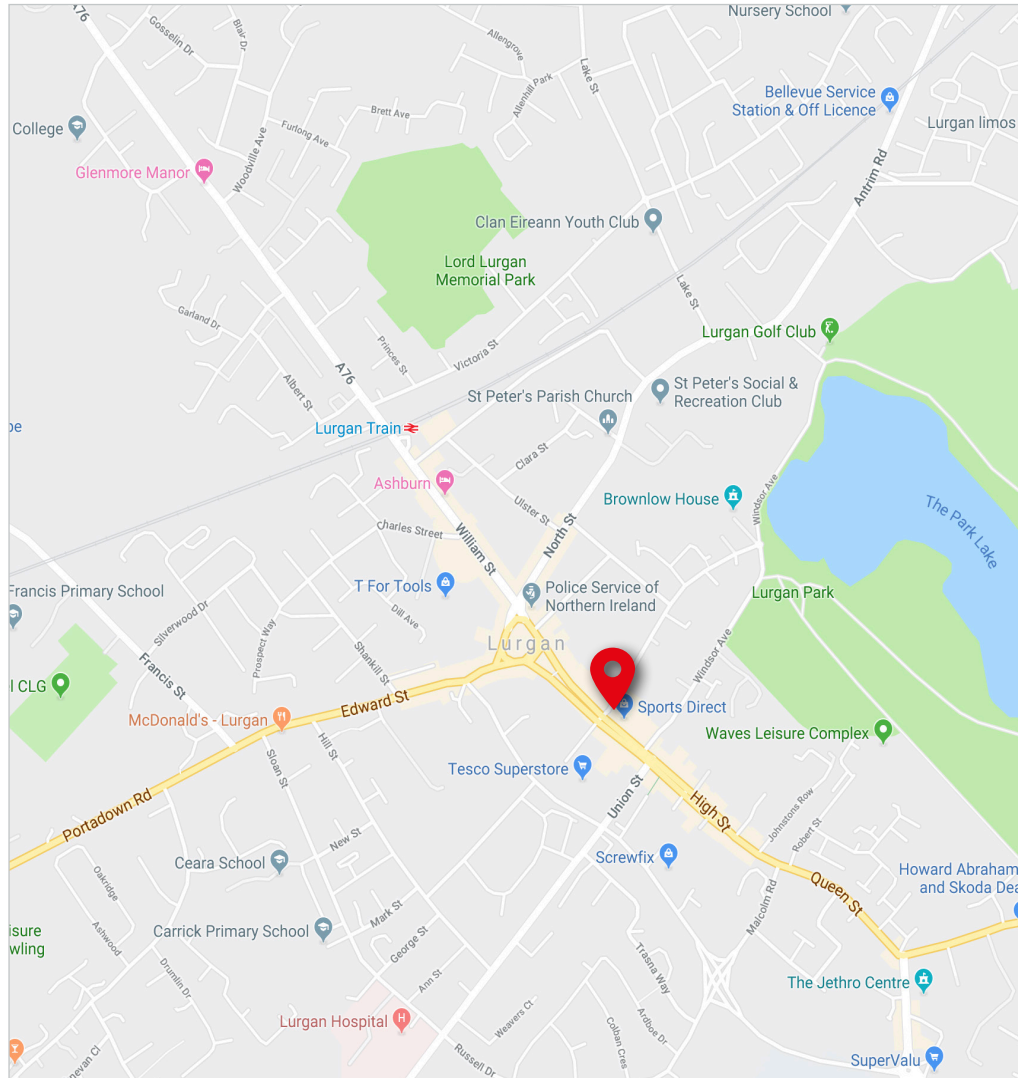 A76
Gosselin Dr
Blair Dr
Allengrove
Lake St
Nursery School
Allenhill Park
Bellevue Service
Station & Off Licence
College
Brett Ave
Furlong Ave
Woodville Ave
Lurgan limos
Glenmore Manor
Antrim Rd
Clan Eireann Youth Club
Lord Lurgan
Memorial Park
Lake St
Garland Dr
Princes St
Victoria St
Lurgan Golf Club
A76
Albert St
St Peter's Parish Church
St Peter's Social &
Recreation Club
Lurgan Train
Clara St
Ashburn
Brownlow House
Windsor Ave
The Park Lake
Ulster St
North St
Charles Street
William St
T For Tools
Police Service of
Northern Ireland
Lurgan Park
Francis Primary School
Silverwood Dr
Dill Ave
Prospect Way
Lurgan
Shankill St
Windsor Ave
Francis St
l CLG
Edward St
Sports Direct
McDonald's - Lurgan
Waves Leisure Complex
Hill St
Sloan St
Tesco Superstore
Union St
Portadown Rd
High St
Johnstons Row
Robert St
New St
Ceara School
Screwfix
Howard Abraham
and Skoda Dea
Oakridge
Queen St
Malcolm Rd
Mark St
Ashwood
isure
wling
Carrick Primary School
George St
Trasna Way
Drumlin Dr
Ann St
The Jethro Centre
Lurgan Hospital
H
Weavers Ct
Ardboe Dr
Colban Cres
Russell Dr
SuperValu